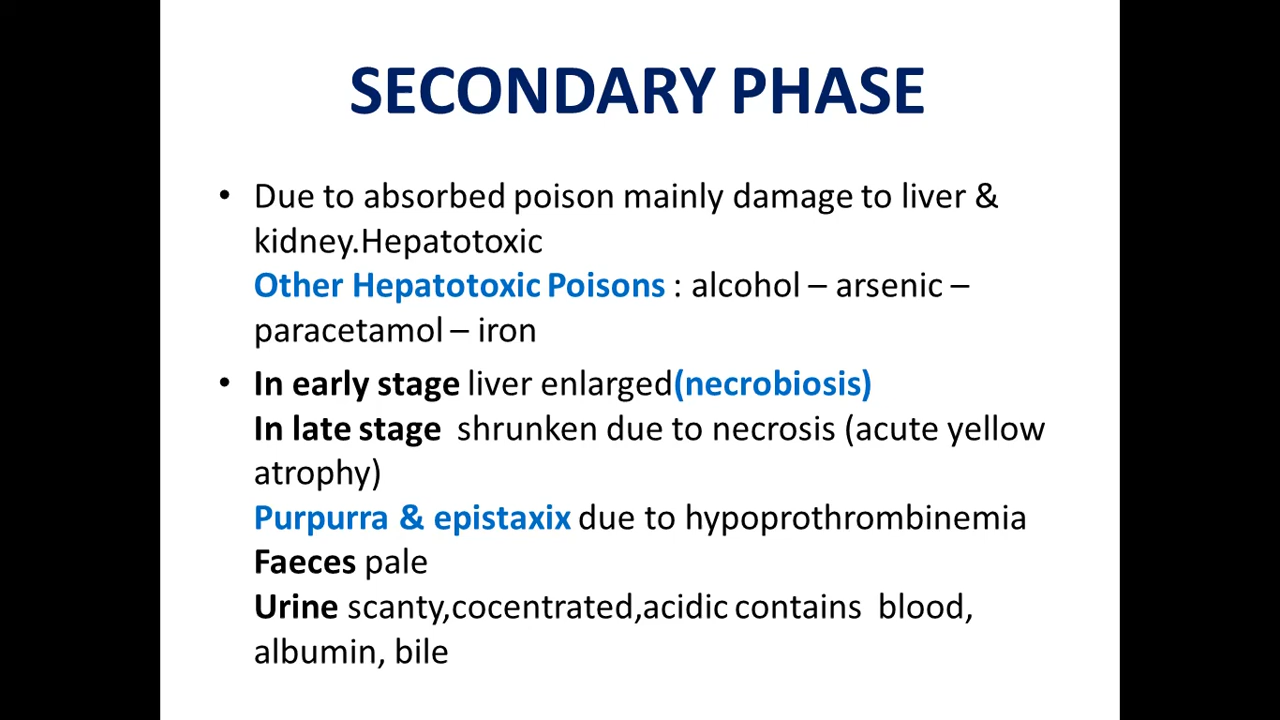 SECONDARY PHASE
• Due to absorbed poison mainly damage to liver &
kidney.Hepatotoxic
Other Hepatotoxic Poisons : alcohol – arsenic –
paracetamol – iron
• In early stage liver enlarged(necrobiosis)
In late stage shrunken due to necrosis (acute yellow
atrophy)
Purpurra & epistaxix due to hypoprothrombinemia
Faeces pale
Urine scanty,cocentrated,acidic contains blood,
albumin, bile